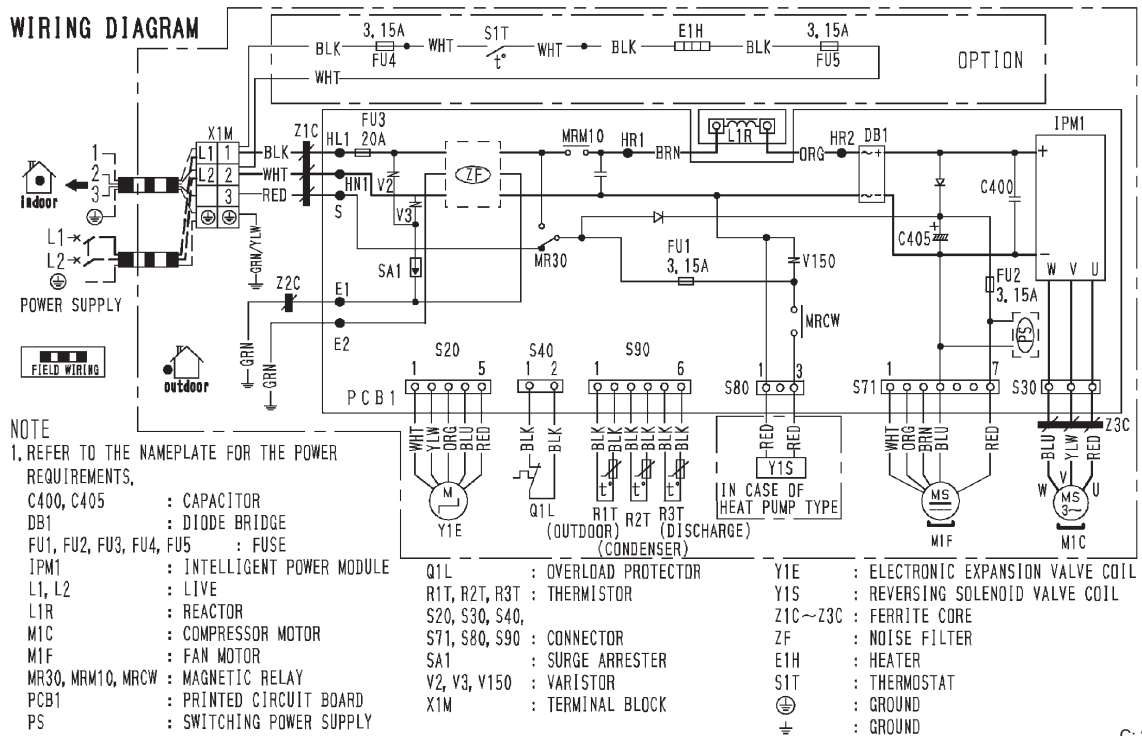 WIRING DIAGRAM
3.15A S1T E1H 3.15A
BLK WHT WHT BLK BLK
FU4 t° FU5
WHT
OPTION
X1M Z1C HL1 FU3 20A MRM10 HR1 L1R HR2 DB1 IPM1
L1 1 BLK BRN ORG ~+ +
L2 2 WHT HN1 V2 ZF C400
3 RED S V3
1
2
3
indoor
L1
L2
POWER SUPPLY
GRN/YLW
SA1 MR30 FU1 3.15A V150 C405 + ~- -
W V U
FU2
3.15A
Z2C E1 MRCW PS
E2
GRN GRN
FIELD WIRING
outdoor
PCB1
S20 S40 S90
1 5 1 2 1 6 S80 1 3 S71 1 7 S30
Z3C
WHT YLW ORG BLU RED
BLK BLK
BLK BLK BLK BLK BLK BLK
RED RED
WHT ORG BRN BLU RED
BLU YLW RED
M Q1L t° t° t° Y1S MS MS 3~
W V U
Y1E
R1T R2T R3T
(OUTDOOR) (DISCHARGE)
(CONDENSER)
IN CASE OF
HEAT PUMP TYPE
M1F M1C
NOTE
1. REFER TO THE NAMEPLATE FOR THE POWER
REQUIREMENTS.
C400, C405 : CAPACITOR
DB1 : DIODE BRIDGE
FU1, FU2, FU3, FU4, FU5 : FUSE
IPM1 : INTELLIGENT POWER MODULE
L1, L2 : LIVE
L1R : REACTOR
M1C : COMPRESSOR MOTOR
M1F : FAN MOTOR
MR30, MRM10, MRCW : MAGNETIC RELAY
PCB1 : PRINTED CIRCUIT BOARD
PS : SWITCHING POWER SUPPLY
Q1L : OVERLOAD PROTECTOR
R1T, R2T, R3T : THERMISTOR
S20, S30, S40,
S71, S80, S90 : CONNECTOR
SA1 : SURGE ARRESTER
V2, V3, V150 : VARISTOR
X1M : TERMINAL BLOCK
Y1E : ELECTRONIC EXPANSION VALVE COIL
Y1S : REVERSING SOLENOID VALVE COIL
Z1C~Z3C : FERRITE CORE
ZF : NOISE FILTER
E1H : HEATER
S1T : THERMOSTAT
: GROUND
: GROUND